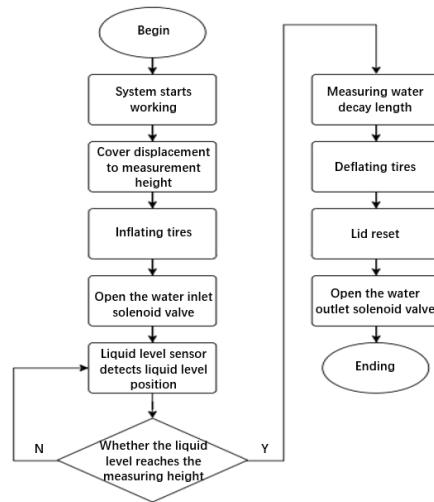 Begin
System starts
working
Cover displacement
to measurement
height
Inflating tires
Open the water inlet
solenoid valve
Liquid level sensor
detects liquid level
position
Whether the liquid
level reaches the
measuring height
N
Y
Measuring water
decay length
Deflating tires
Lid reset
Open the water
outlet solenoid valve
Ending